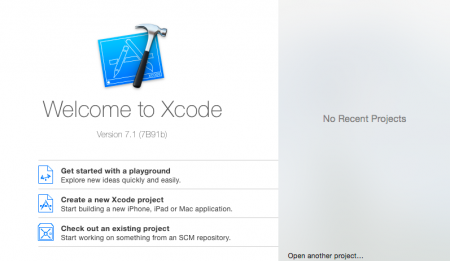 Welcome to Xcode
Version 7.1 (7B91b)
Get started with a playground
Explore new ideas quickly and easily.
Create a new Xcode project
Start building a new iPhone, iPad or Mac application.
Check out an existing project
Start working on something from an SCM repository.
No Recent Projects
Open another project...